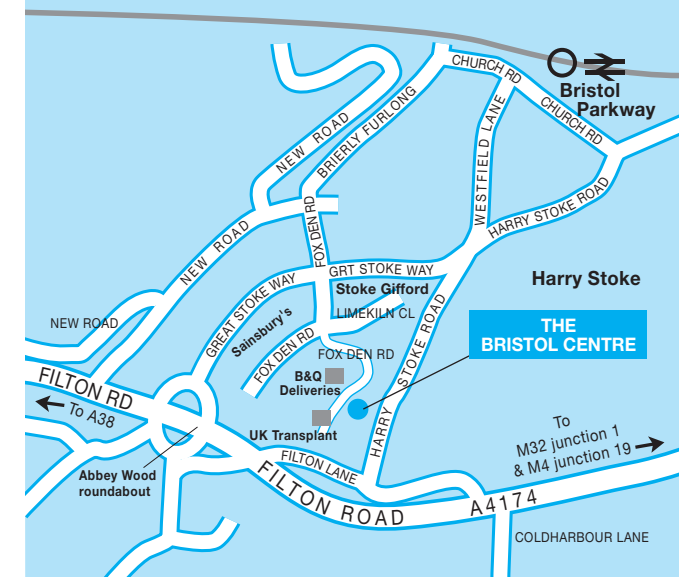 CHURCH RD
Bristol
Parkway
CHURCH RD
NEW ROAD
BRIERLY FURLONG
WESTFIELD LANE
HARRY STOKE ROAD
FOX DEN RD
NEW ROAD
GREAT STOKE WAY
GRT STOKE WAY
Stoke Gifford
Harry Stoke
Sainsbury's
LIMEKILN CL
NEW ROAD
THE
BRISTOL CENTRE
FOX DEN RD
FOX DEN RD
HARRY STOKE ROAD
B&Q
Deliveries
FILTON RD
To A38
UK Transplant
To
M32 junction 1
& M4 junction 19
FILTON LANE
Abbey Wood
roundabout
FILTON ROAD
A4174
COLDHARBOUR LANE